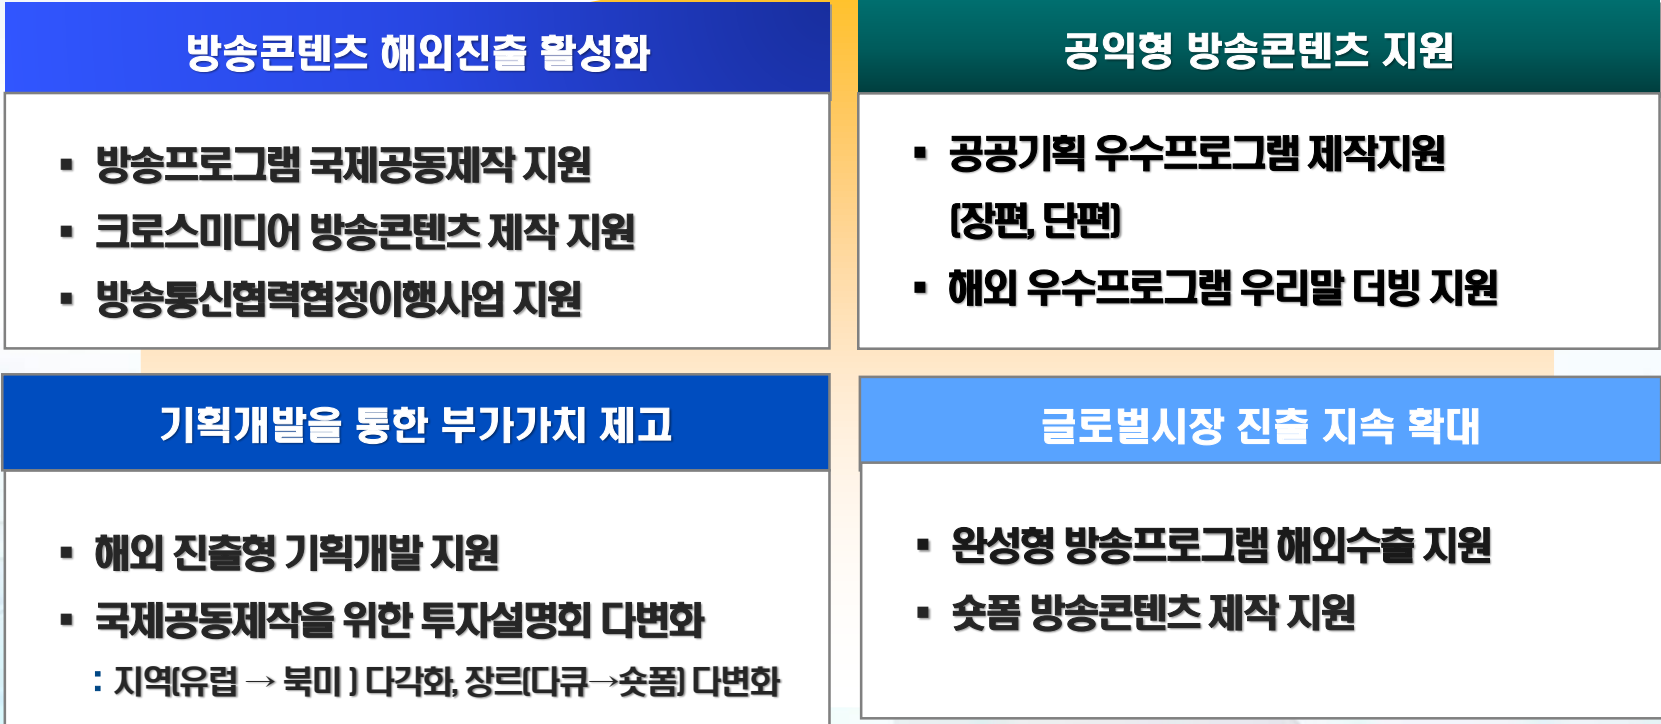 방송콘텐츠 해외진출 활성화
▪ 방송프로그램 국제공동제작 지원
▪ 크로스미디어 방송콘텐츠 제작 지원
▪ 방송통신협력협정이행사업 지원
공익형 방송콘텐츠 지원
▪ 공공기획 우수프로그램 제작지원
(장편, 단편)
▪ 해외 우수프로그램 우리말 더빙 지원
기획개발을 통한 부가가치 제고
▪ 해외 진출형 기획개발 지원
▪ 국제공동제작을 위한 투자설명회 다변화
: 지역(유럽 → 북미 ) 다각화, 장르(다큐→숏폼) 다변화
글로벌시장 진출 지속 확대
▪ 완성형 방송프로그램 해외수출 지원
▪ 숏폼 방송콘텐츠 제작 지원